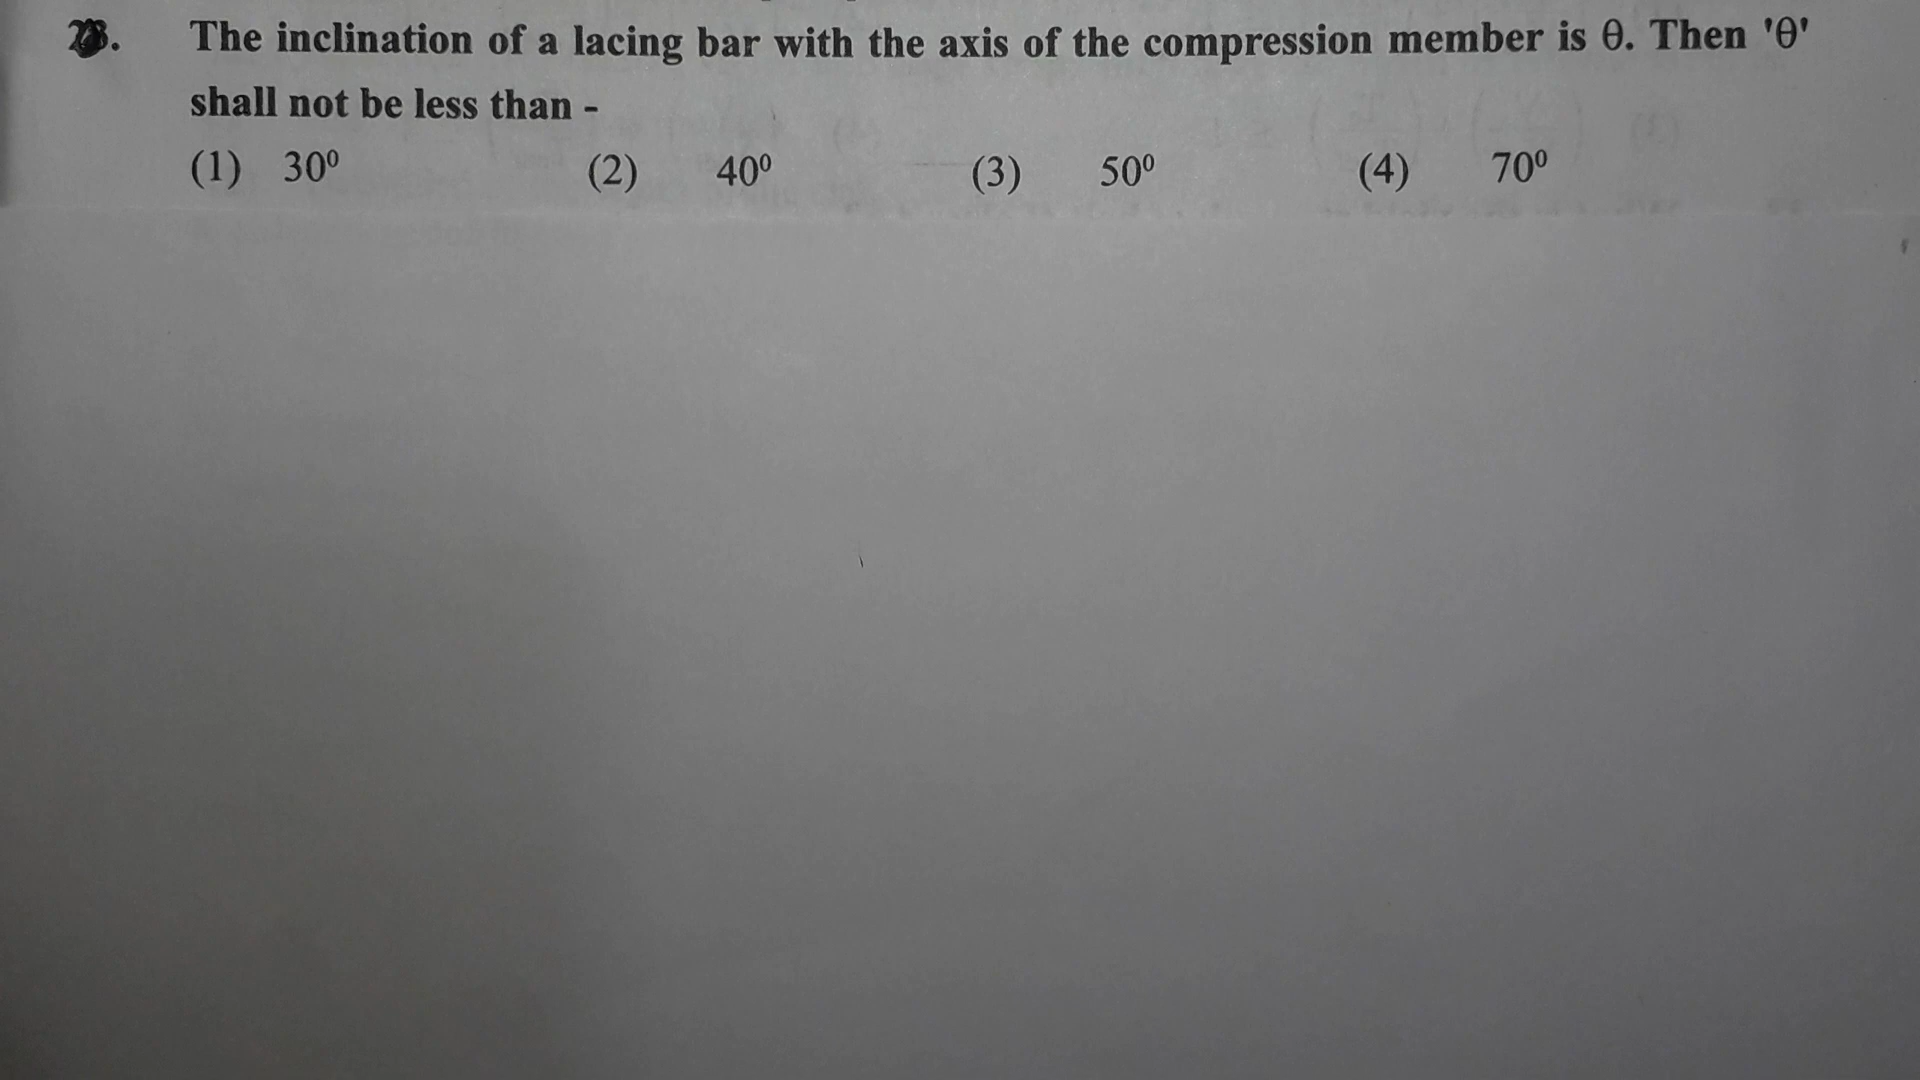 The inclination of a lacing bar with the axis of the compression member is θ. Then 'θ'
shall not be less than -
(1) 30⁰ (2) 40⁰ (3) 50⁰ (4) 70⁰